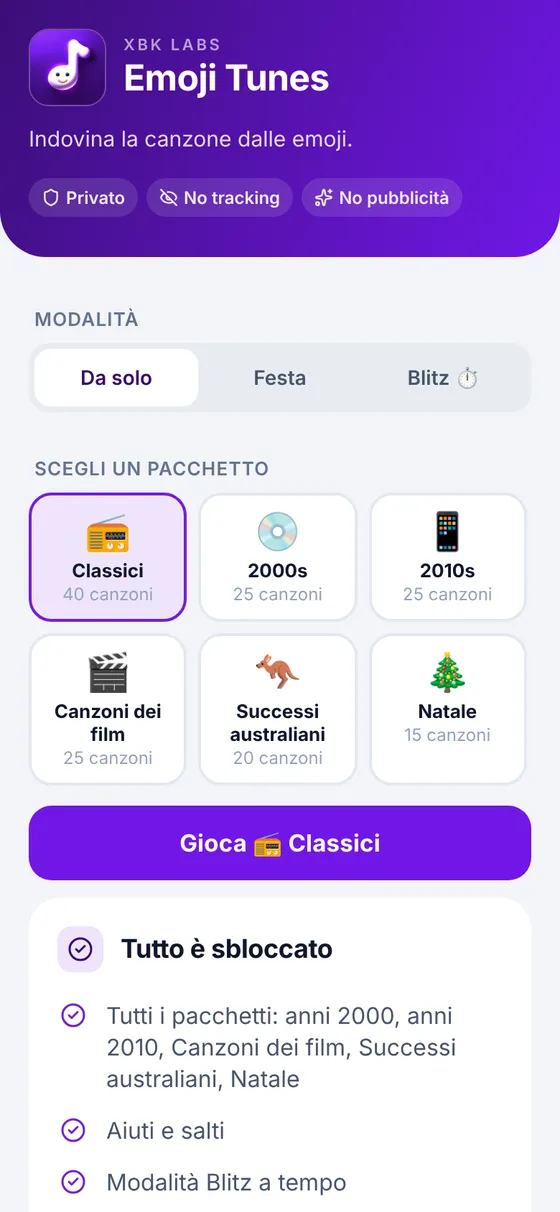 XBK LABS
Emoji Tunes
Indovina la canzone dalle emoji.
Privato
No tracking
No pubblicità
MODALITÀ
Da solo
Festa
Blitz ⏱️
SCEGLI UN PACCHETTO
Classici
40 canzoni
2000s
25 canzoni
2010s
25 canzoni
Canzoni dei
film
25 canzoni
Successi
australiani
20 canzoni
Natale
15 canzoni
Gioca 📻 Classici
Tutto è sbloccato
Tutti i pacchetti: anni 2000, anni
2010, Canzoni dei film, Successi
australiani, Natale
Aiuti e salti
Modalità Blitz a tempo